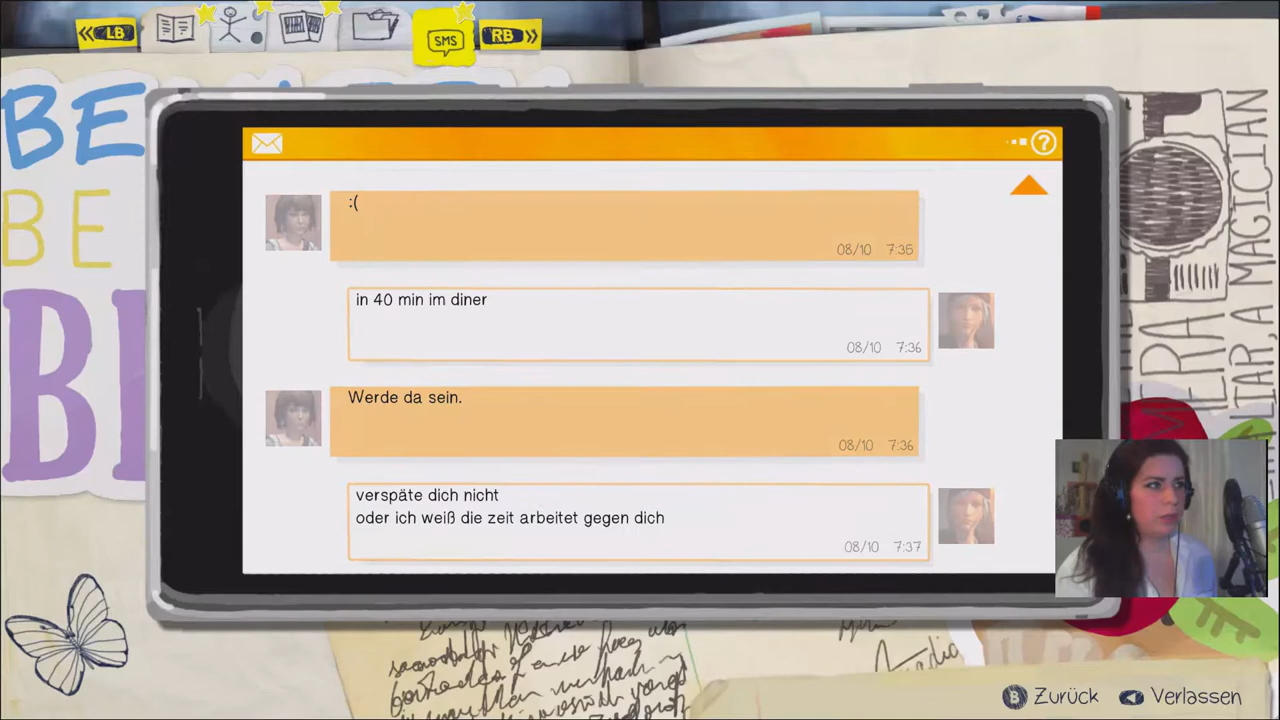 LB
SMS
RB
BE
BE
BE
:(
08/10 7:35
in 40 min im diner
08/10 7:36
Werde da sein.
08/10 7:36
verspäte dich nicht
oder ich weiß die zeit arbeitet gegen dich
08/10 7:37
LIAR, A MAGICIAN
B Zurück
Verlassen